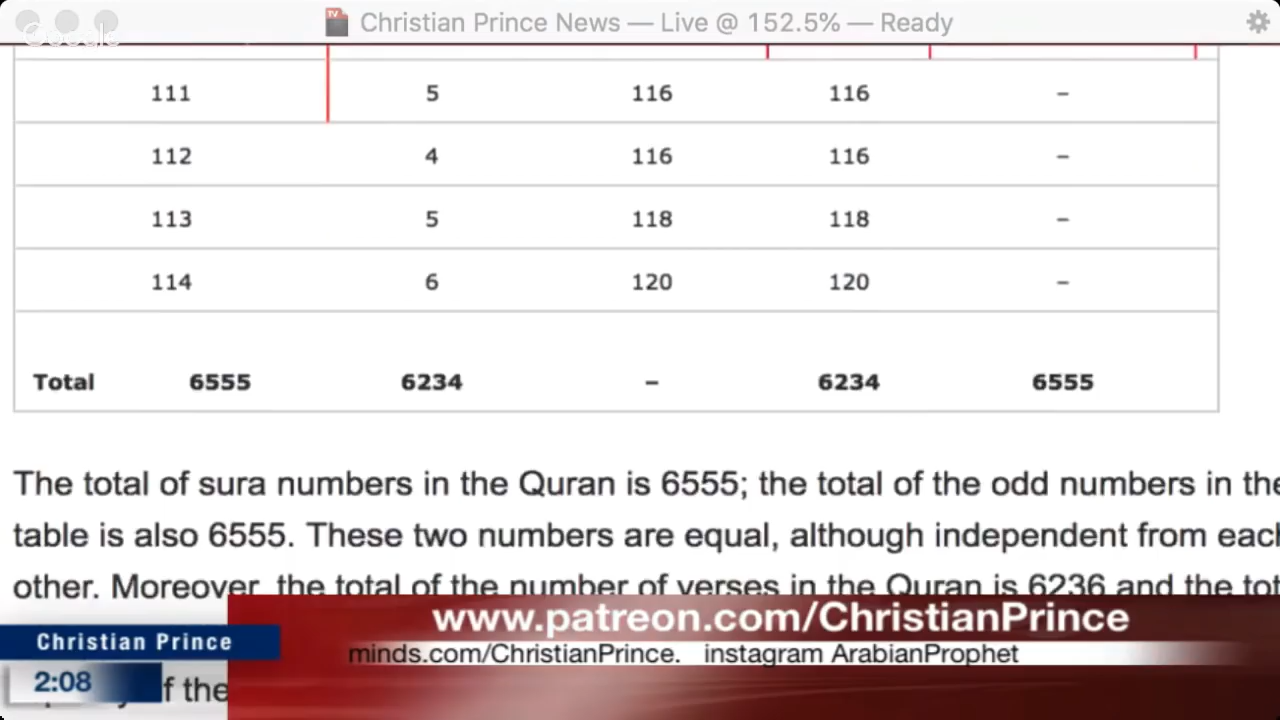 Christian Prince News — Live @ 152.5% — Ready
Google
111 5 116 116 –
112 4 116 116 –
113 5 118 118 –
114 6 120 120 –
Total 6555 6234 – 6234 6555
The total of sura numbers in the Quran is 6555; the total of the odd numbers in the
table is also 6555. These two numbers are equal, although independent from each
other. Moreover, the total of the number of verses in the Quran is 6236 and the tot
www.patreon.com/ChristianPrince
Christian Prince
minds.com/ChristianPrince. instagram ArabianProphet
2:08
f the